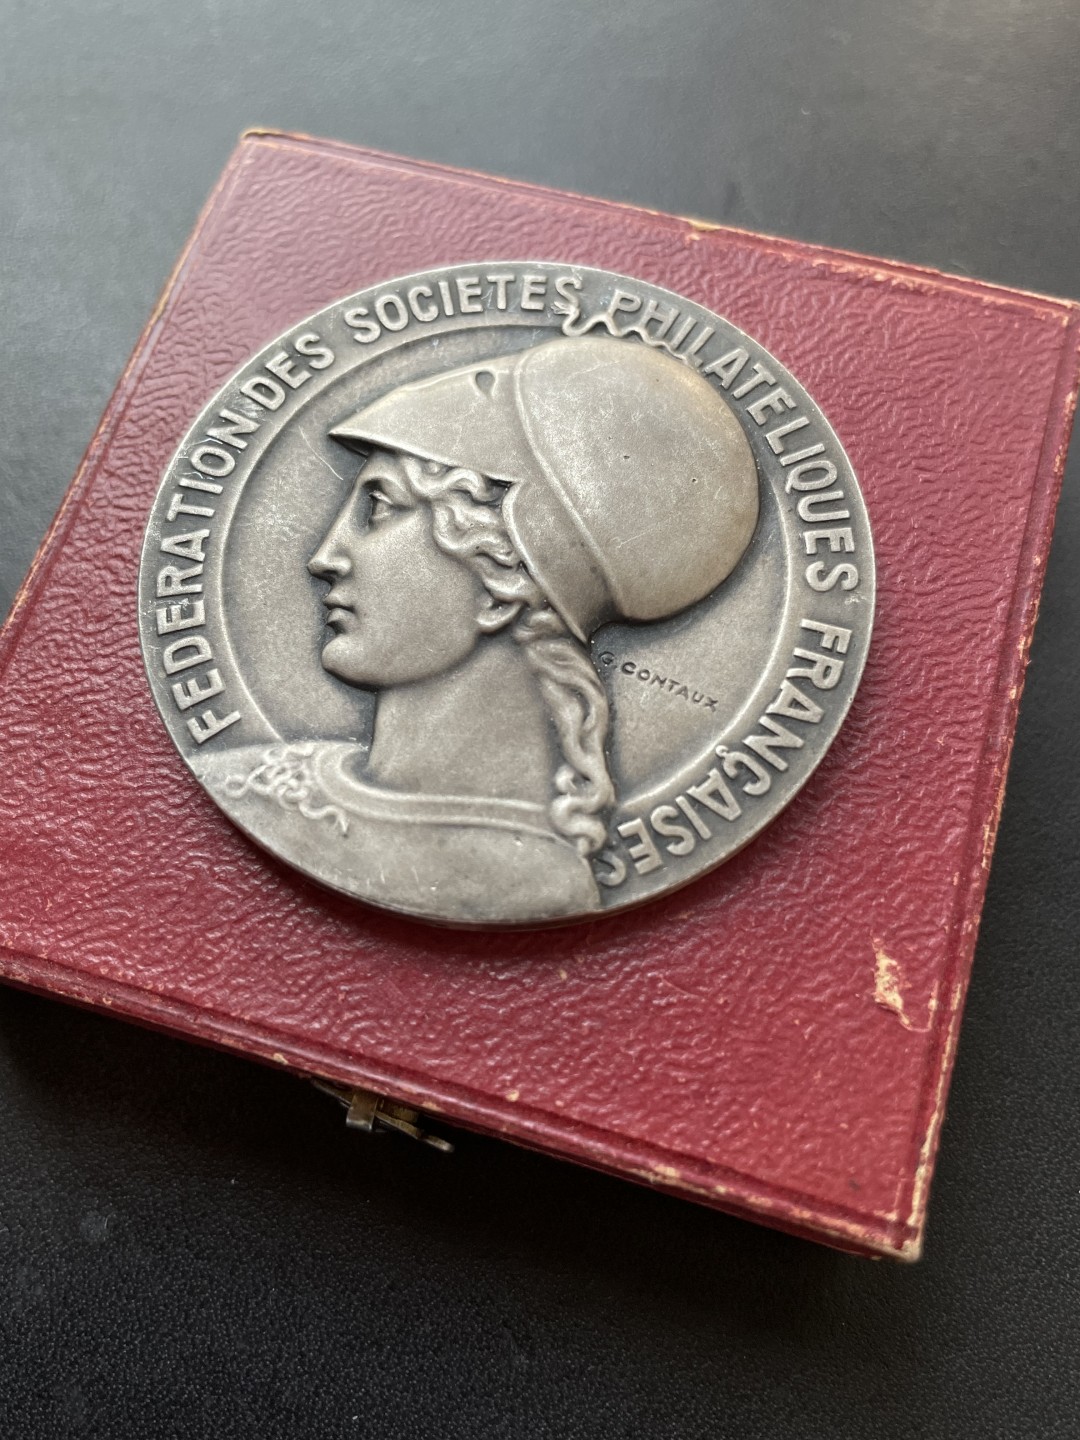 FEDERATION DES SOCIETES PHILATELIQUES FRANÇAISES
G. CONTAUX